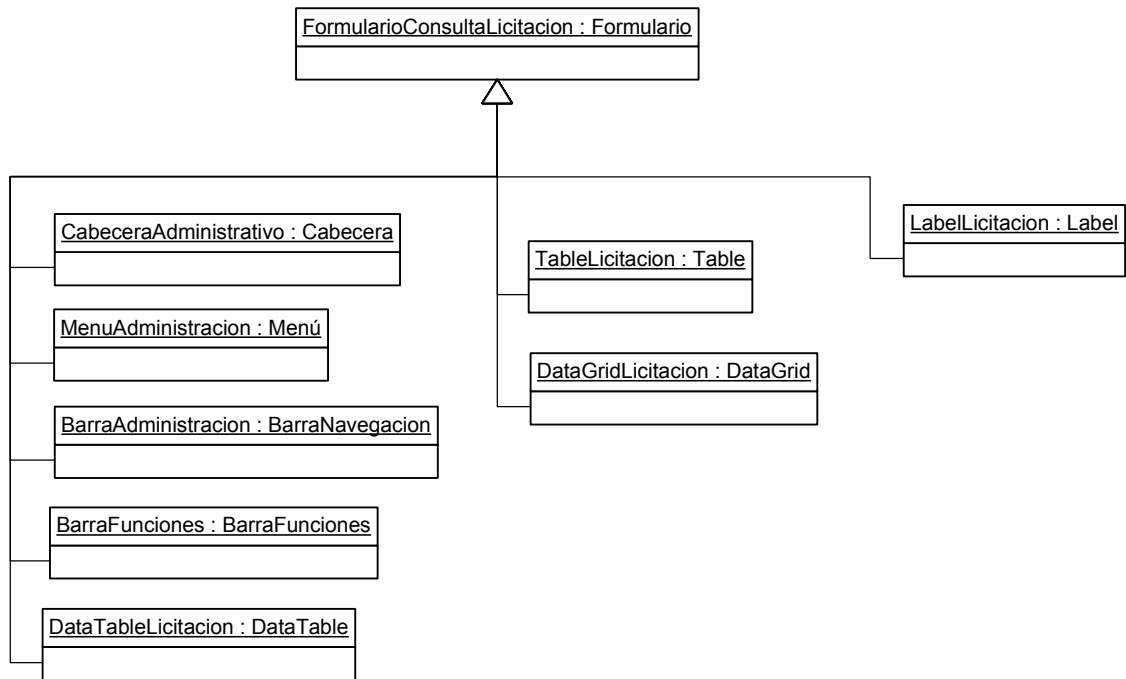 FormularioConsultaLicitacion : Formulario
CabeceraAdministrativo : Cabecera
MenuAdministracion : Menú
BarraAdministracion : BarraNavegacion
BarraFunciones : BarraFunciones
DataTableLicitacion : DataTable
TableLicitacion : Table
DataGridLicitacion : DataGrid
LabelLicitacion : Label